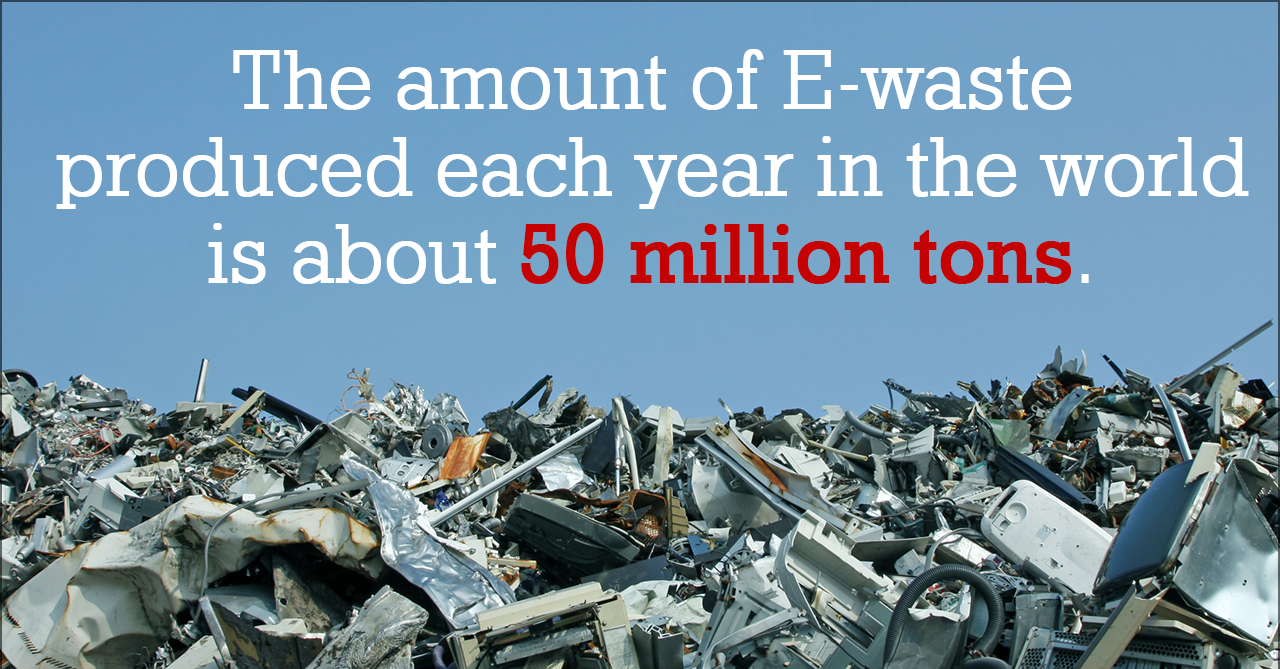 The amount of E-waste
produced each year in the world
is about 50 million tons.